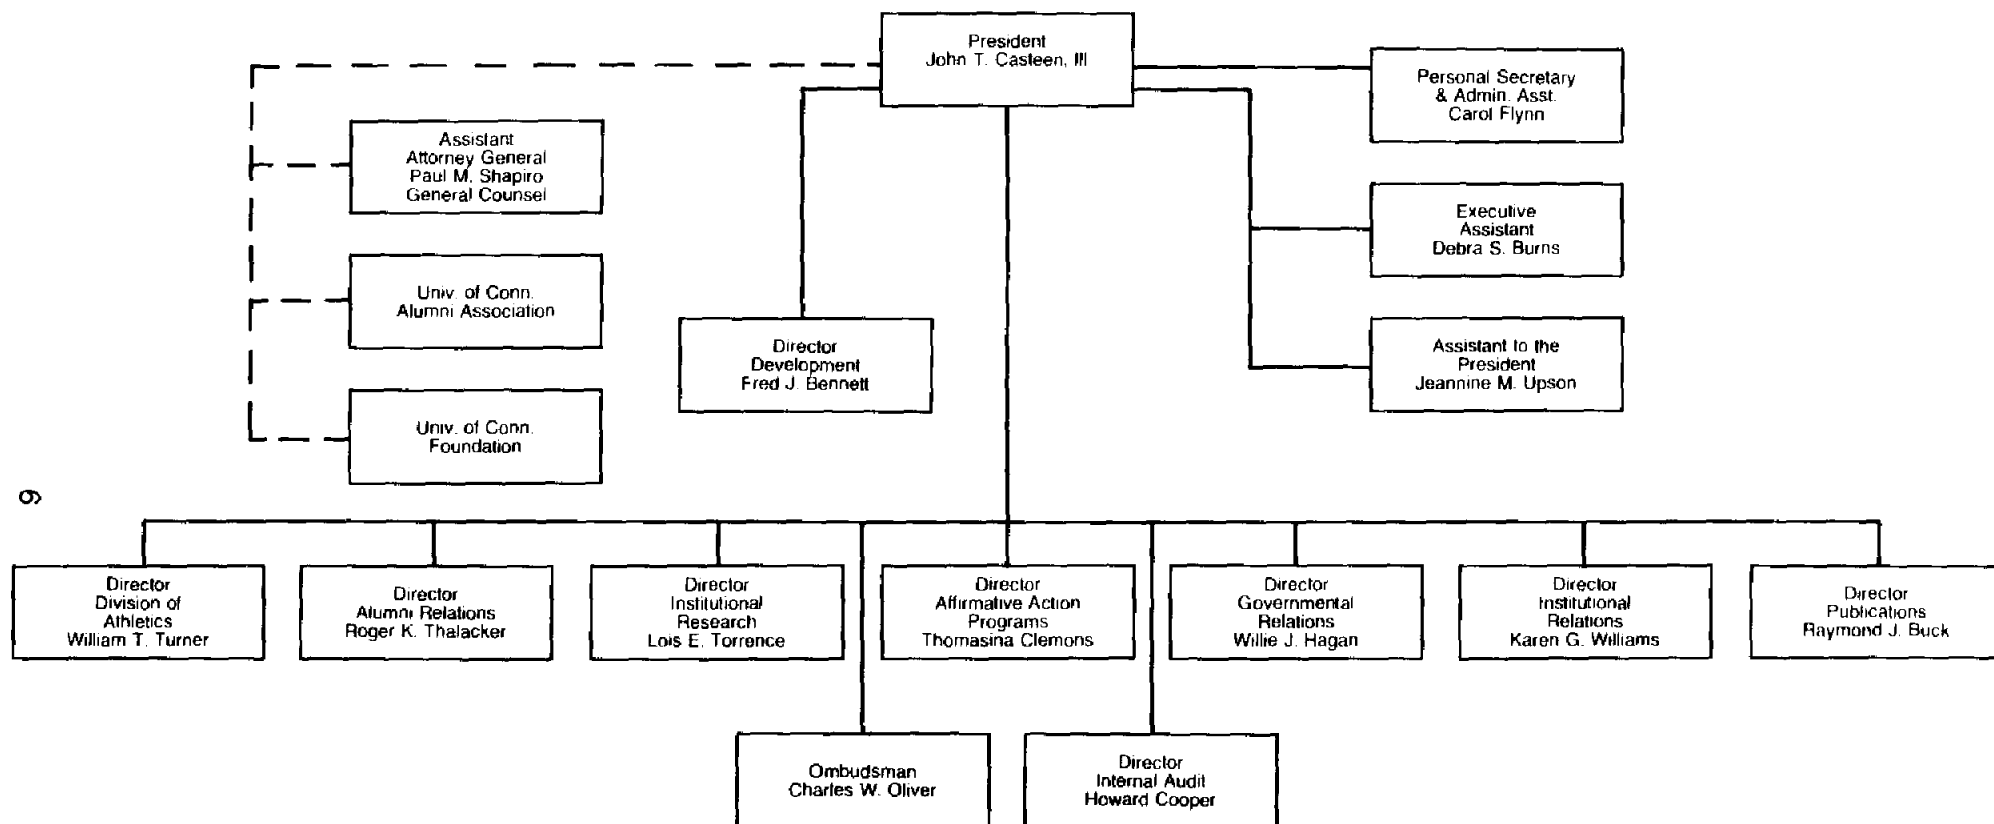 President
John T. Casteen, III
Personal Secretary
& Admin. Asst.
Carol Flynn
Assistant
Attorney General
Paul M. Shapiro
General Counsel
Executive
Assistant
Debra S. Burns
Univ. of Conn.
Alumni Association
Director
Development
Fred J. Bennett
Assistant to the
President
Jeannine M. Upson
Univ. of Conn.
Foundation
9
Director
Division of
Athletics
William T. Turner
Director
Alumni Relations
Roger K. Thalacker
Director
Institutional
Research
Lois E. Torrence
Director
Affirmative Action
Programs
Thomasina Clemons
Director
Governmental
Relations
Willie J. Hagan
Director
Institutional
Relations
Karen G. Williams
Director
Publications
Raymond J. Buck
Ombudsman
Charles W. Oliver
Director
Internal Audit
Howard Cooper